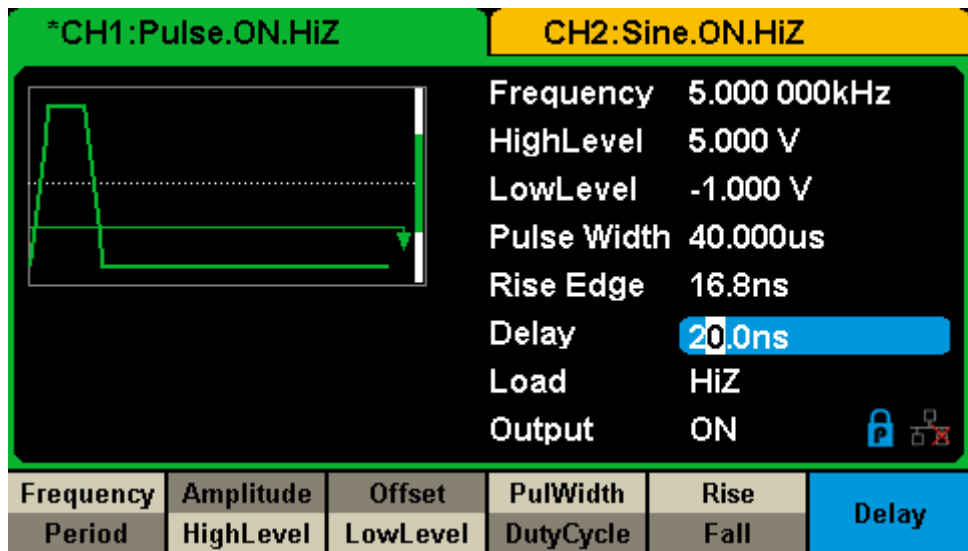 *CH1:Pulse.ON.HiZ
CH2:Sine.ON.HiZ
Frequency 5.000 000kHz
HighLevel 5.000 V
LowLevel -1.000 V
Pulse Width 40.000us
Rise Edge 16.8ns
Delay 20.0ns
Load HiZ
Output ON
P
Frequency Amplitude Offset PulWidth Rise
Delay
Period HighLevel LowLevel DutyCycle Fall